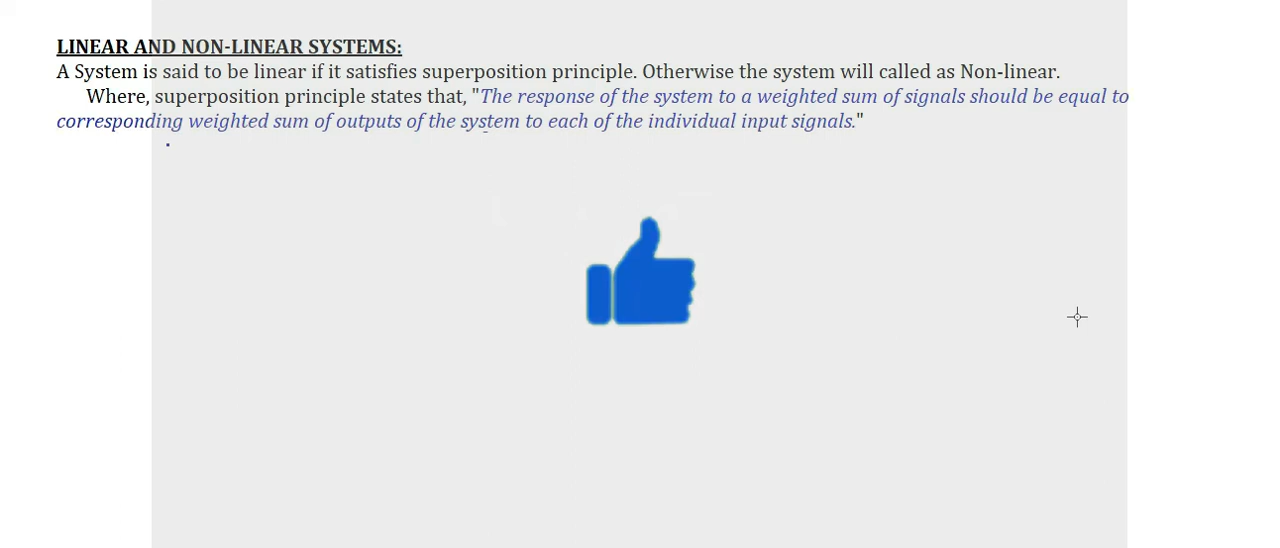 LINEAR AND NON-LINEAR SYSTEMS:
A System is said to be linear if it satisfies superposition principle. Otherwise the system will called as Non-linear.
Where, superposition principle states that, "The response of the system to a weighted sum of signals should be equal to
corresponding weighted sum of outputs of the system to each of the individual input signals."